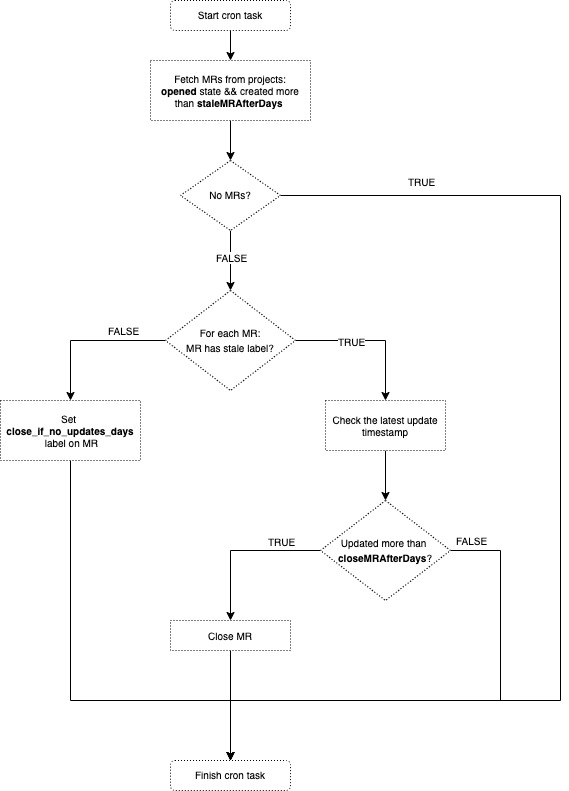 Start cron task
Fetch MRs from projects:
opened state && created more
than staleMRAfterDays
No MRs?
TRUE
FALSE
For each MR:
MR has stale label?
FALSE
TRUE
Set
close_if_no_updates_days
label on MR
Check the latest update
timestamp
Updated more than
closeMRAfterDays?
TRUE
FALSE
Close MR
Finish cron task